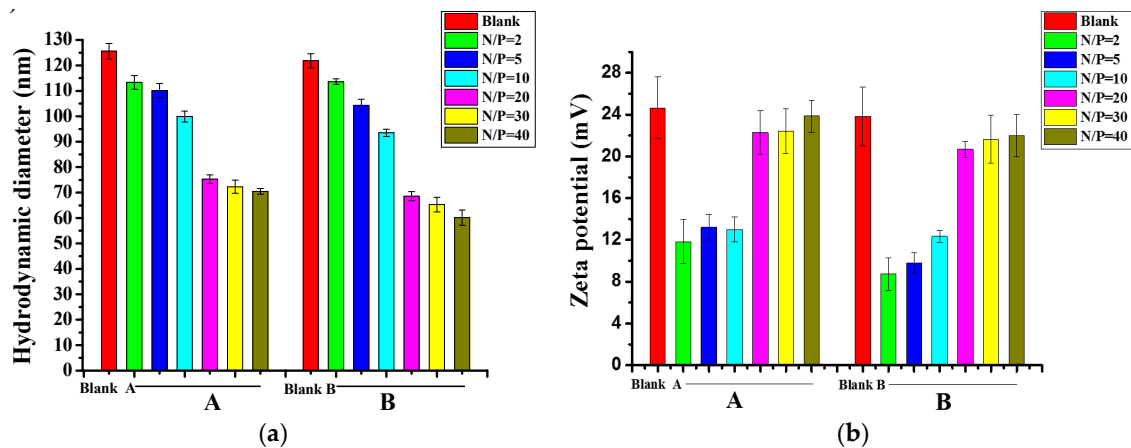 Hydrodynamic diameter (nm)
130
120
110
100
90
80
70
60
50
40
30
20
10
0
Blank
N/P=2
N/P=5
N/P=10
N/P=20
N/P=30
N/P=40
Blank A
A
Blank B
B
(a)
Zeta potential (mV)
28
24
20
16
12
8
4
0
Blank
N/P=2
N/P=5
N/P=10
N/P=20
N/P=30
N/P=40
Blank A
A
Blank B
B
(b)